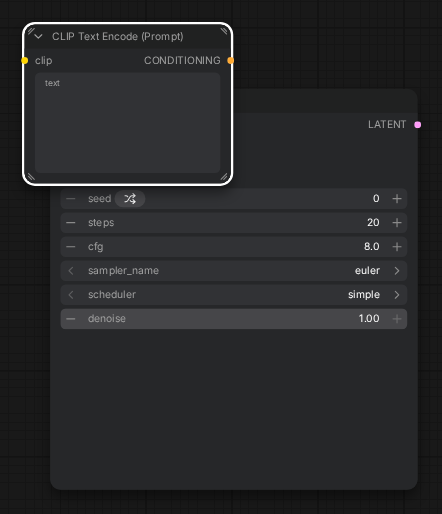 CLIP Text Encode (Prompt)
clip CONDITIONING
text
LATENT
seed 0
steps 20
cfg 8.0
sampler_name euler
scheduler simple
denoise 1.00